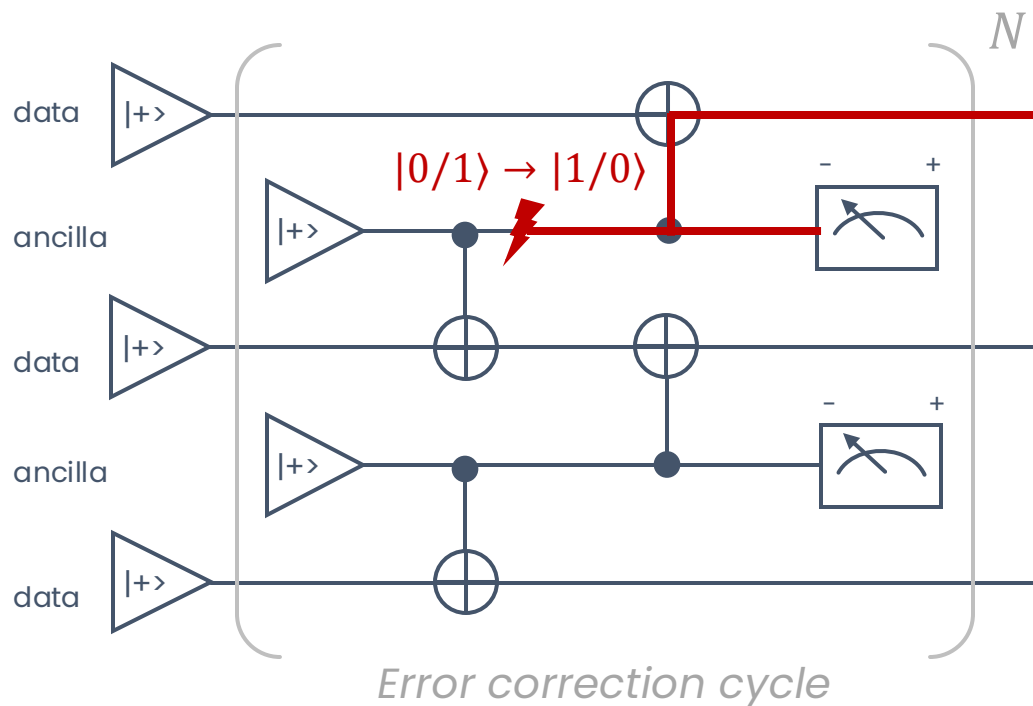 N
data |+>
|0/1⟩ → |1/0⟩
- +
ancilla |+>
data |+>
- +
ancilla |+>
data |+>
Error correction cycle